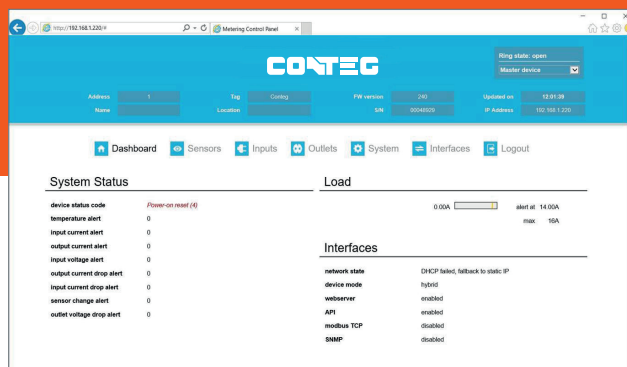 http://192.168.1.220/#
Metering Control Panel
CONTEG
Ring state: open
Master device
Address 1 Tag Conteg FW version 240 Updated on: 12:01:39
Name Location S/N 00048929 IP Address 192.168.1.220
Dashboard Sensors Inputs Outlets System Interfaces Logout
System Status
device status code Power-on reset (4)
temperature alert 0
input current alert 0
output current alert 0
input voltage alert 0
output current drop alert 0
input current drop alert 0
sensor change alert 0
outlet voltage drop alert 0
Load
0.00A alert at 14.00A
max 16A
Interfaces
network state DHCP failed, fallback to static IP
device mode hybrid
webserver enabled
API enabled
modbus TCP disabled
SNMP disabled